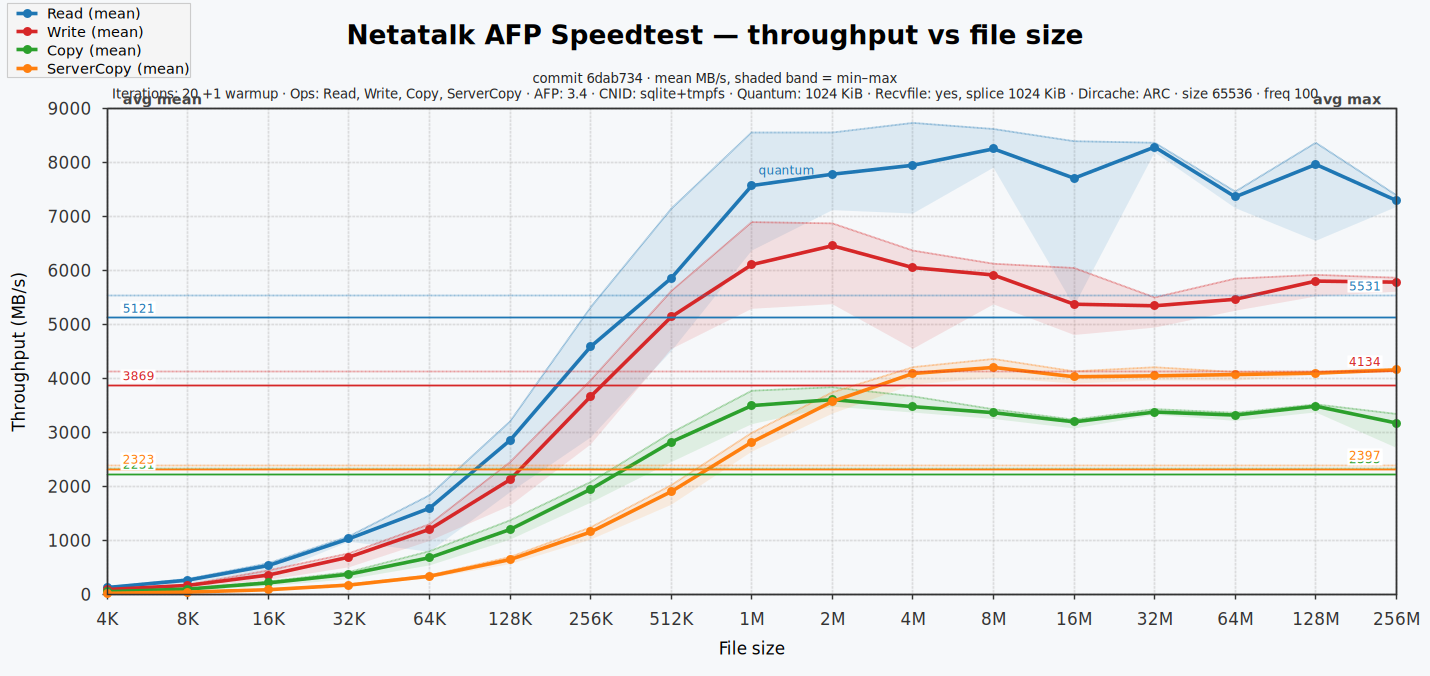 Read (mean)
Write (mean)
Copy (mean)
ServerCopy (mean)
Netatalk AFP Speedtest — throughput vs file size
commit 6dab734 · mean MB/s, shaded band = min–max
Iterations: 20 +1 warmup · Ops: Read, Write, Copy, ServerCopy · AFP: 3.4 · CNID: sqlite+tmpfs · Quantum: 1024 KiB · Recvfile: yes, splice 1024 KiB · Dircache: ARC · size 65536 · freq 100
avg mean
avg max
9000
8000
7000
6000
5000
4000
3000
2000
1000
0
Throughput (MB/s)
quantum
5121
5531
3869
4134
2323
2397
4K 8K 16K 32K 64K 128K 256K 512K 1M 2M 4M 8M 16M 32M 64M 128M 256M
File size